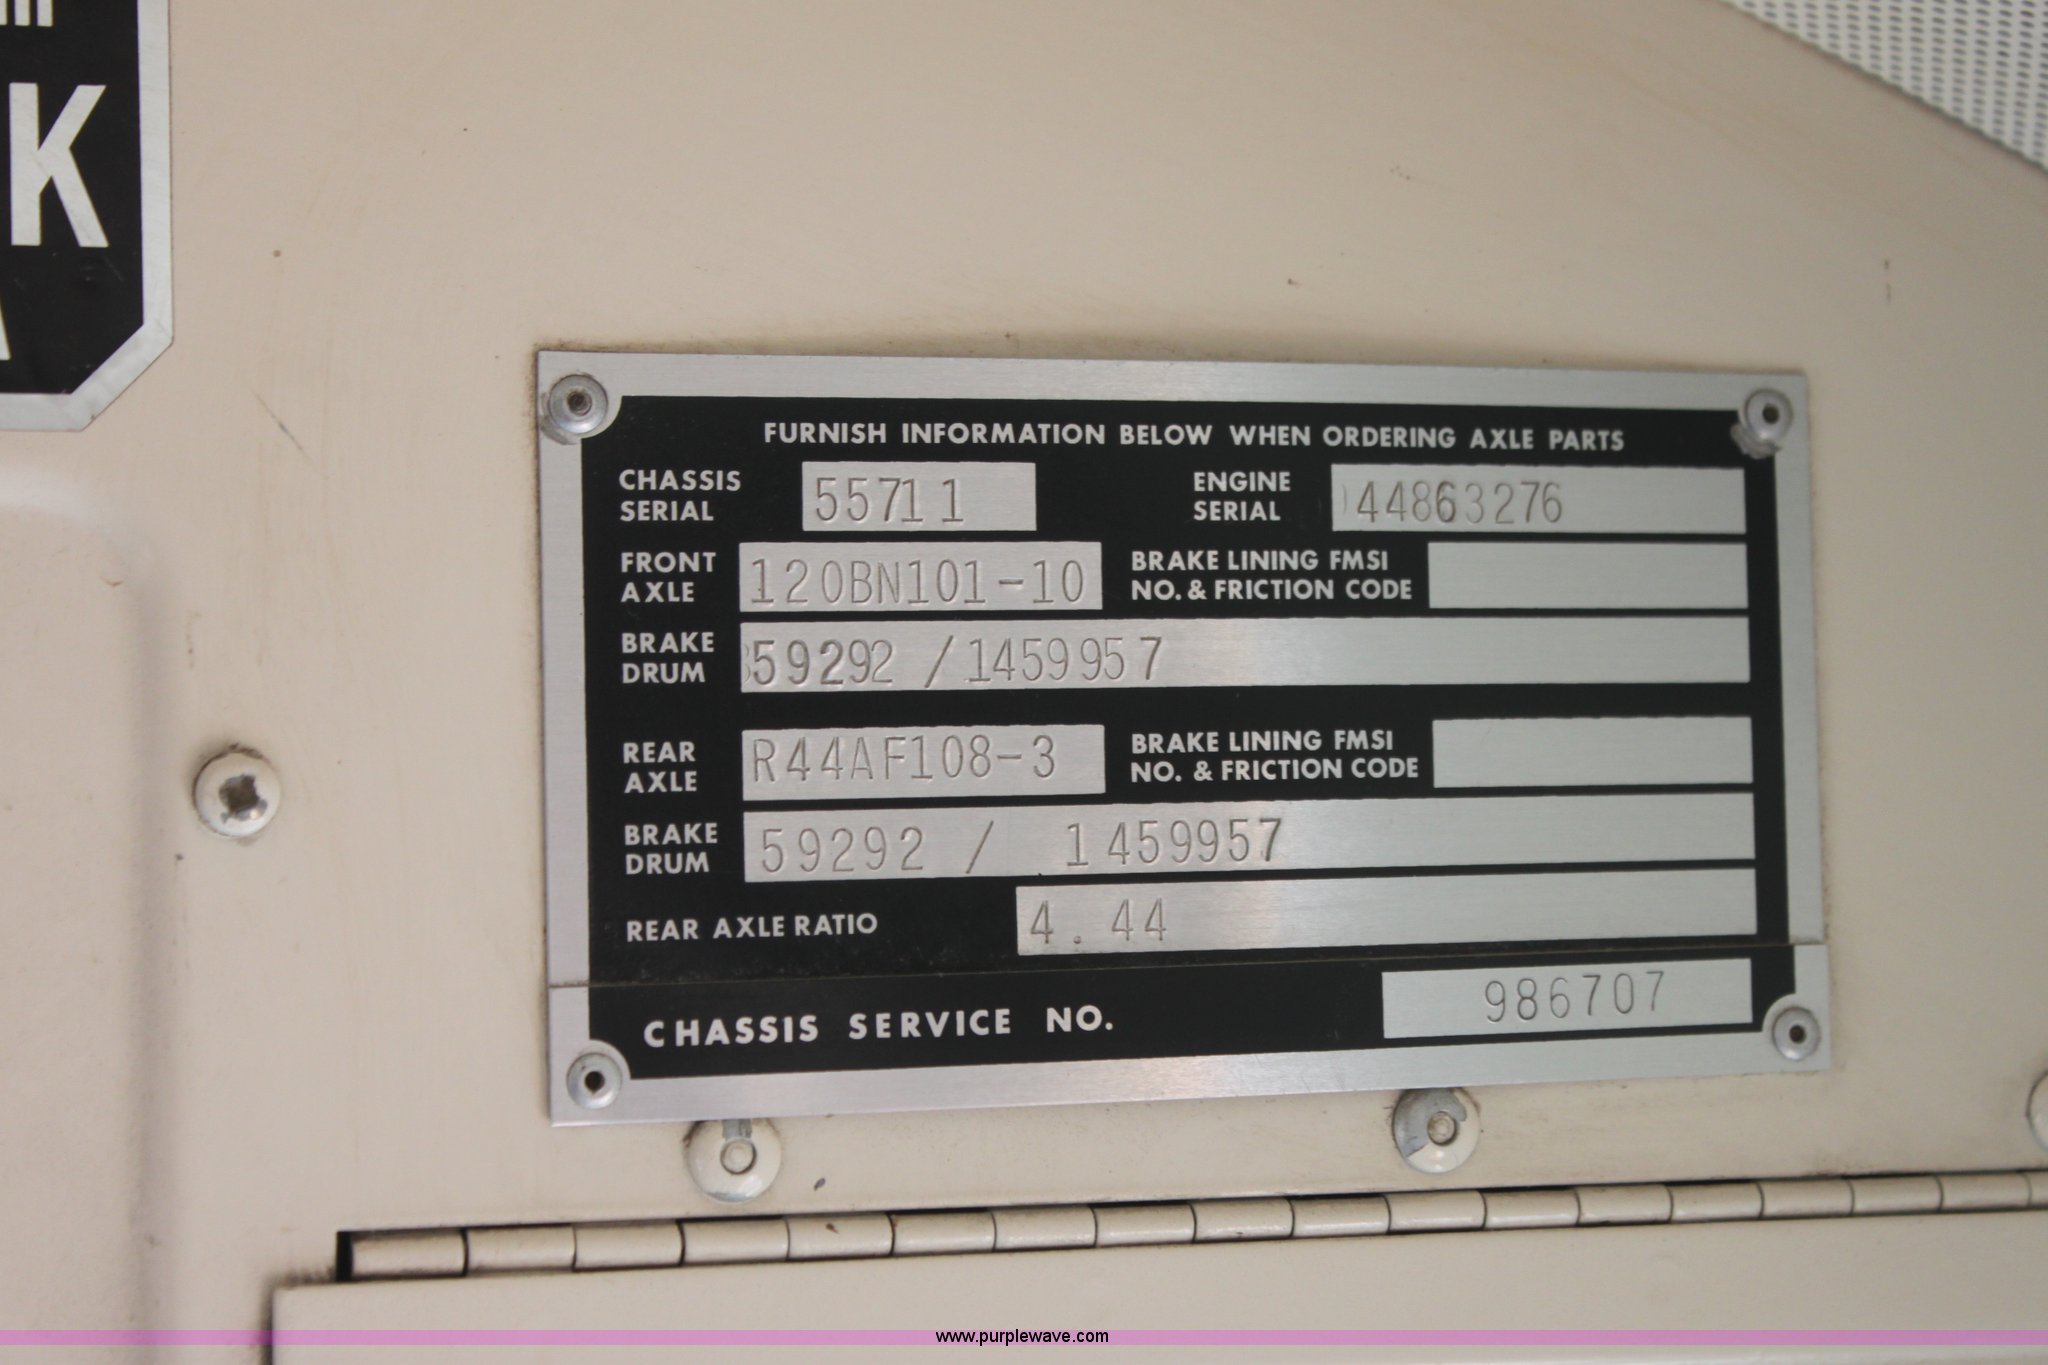 K
FURNISH INFORMATION BELOW WHEN ORDERING AXLE PARTS
CHASSIS SERIAL 55711 ENGINE SERIAL 44863276
FRONT AXLE 120BN101-10 BRAKE LINING FMSI NO. & FRICTION CODE
BRAKE DRUM 59292 /1459957
REAR AXLE R44AF108-3 BRAKE LINING FMSI NO. & FRICTION CODE
BRAKE DRUM 59292 / 1459957
REAR AXLE RATIO 4.44
CHASSIS SERVICE NO. 986707
www.purplewave.com